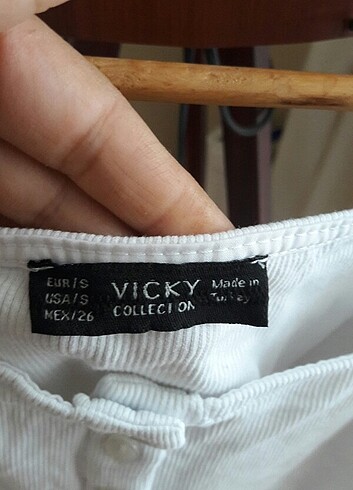 EUR/S
USA/S
MEX/26
VICKY
COLLECTION
Made in
Turkey